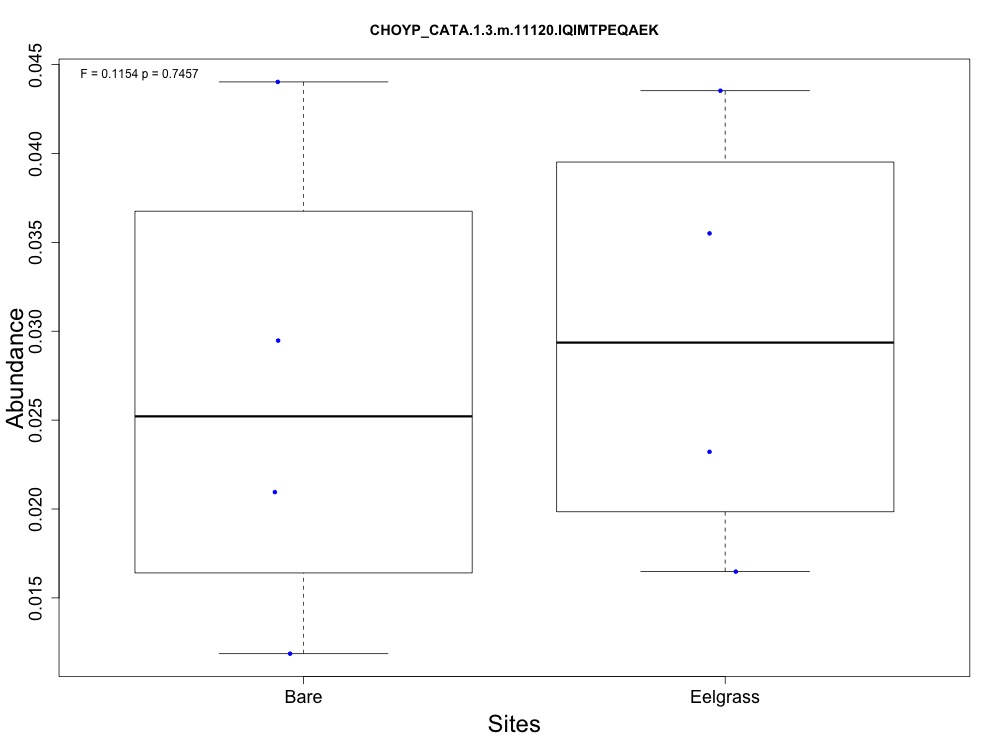 CHOYP_CATA.1.3.m.11120.IQIMTPEQAEK
F = 0.1154 p = 0.7457
Abundance
0.045
0.040
0.035
0.030
0.025
0.020
0.015
Bare
Eelgrass
Sites